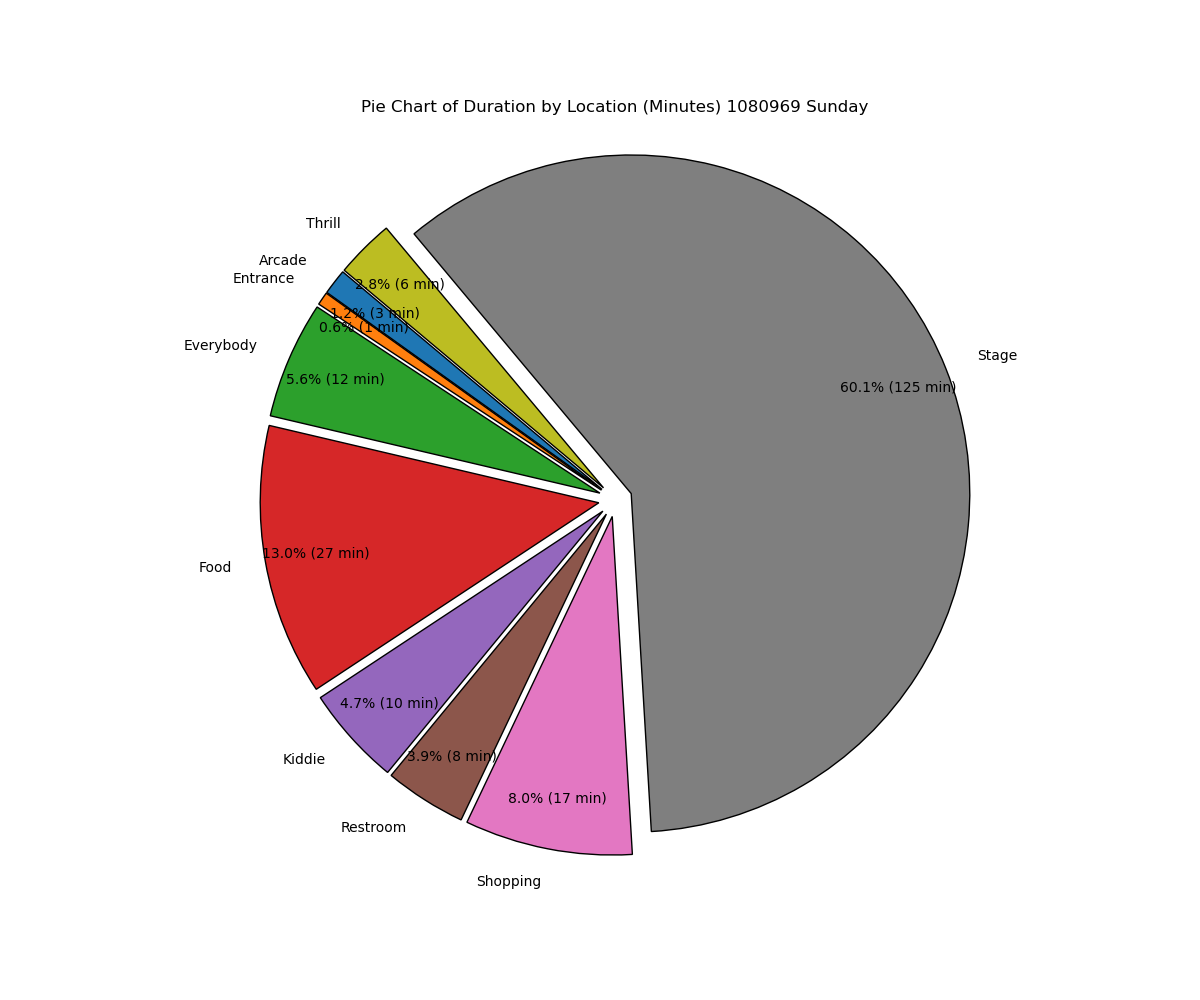 Pie Chart of Duration by Location (Minutes) 1080969 Sunday
Thrill
2.8% (6 min)
Arcade
1.2% (3 min)
Entrance
0.6% (1 min)
Everybody
5.6% (12 min)
Food
13.0% (27 min)
Kiddie
4.7% (10 min)
Restroom
3.9% (8 min)
Shopping
8.0% (17 min)
Stage
60.1% (125 min)